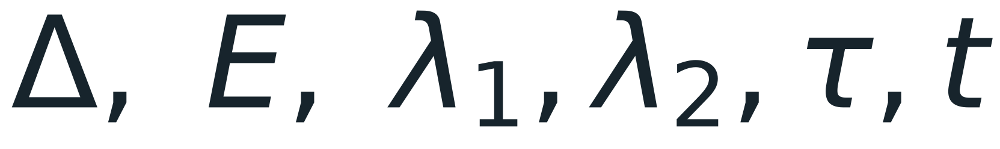 Δ, E, λ₁, λ₂, τ, t